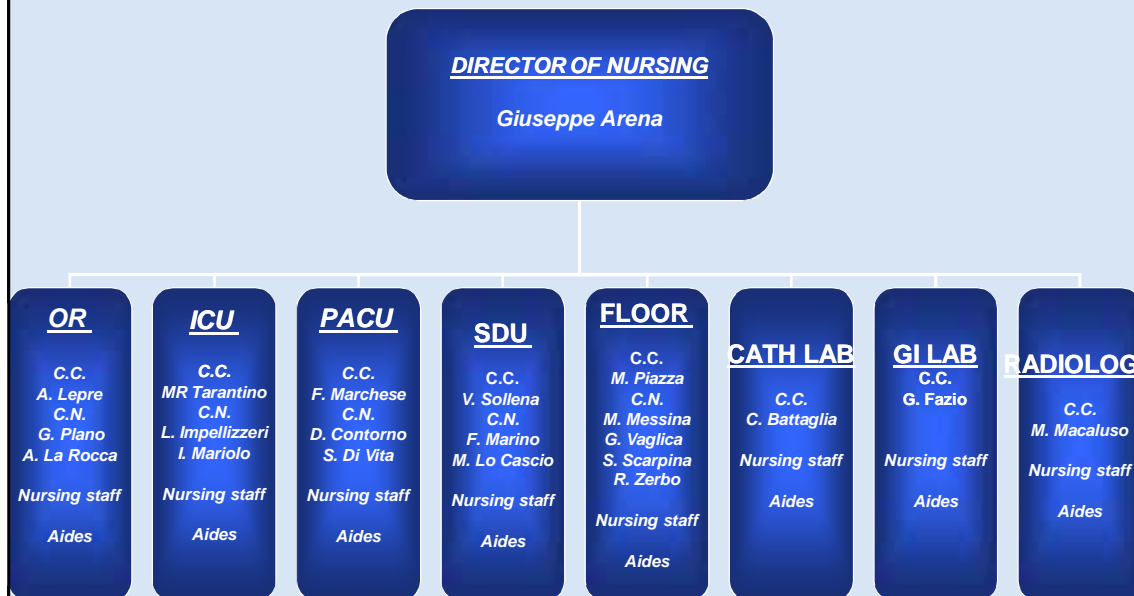 DIRECTOR OF NURSING
Giuseppe Arena
OR
C.C.
A. Lepre
C.N.
G. Plano
A. La Rocca
Nursing staff
Aides
ICU
C.C.
MR Tarantino
C.N.
L. Impellizzeri
I. Mariolo
Nursing staff
Aides
PACU
C.C.
F. Marchese
C.N.
D. Contorno
S. Di Vita
Nursing staff
Aides
SDU
C.C.
V. Sollena
C.N.
F. Marino
M. Lo Cascio
Nursing staff
Aides
FLOOR
C.C.
M. Piazza
C.N.
M. Messina
G. Vaglica
S. Scarpina
R. Zerbo
Nursing staff
Aides
CATH LAB
C.C.
C. Battaglia
Nursing staff
Aides
GI LAB
C.C.
G. Fazio
Nursing staff
Aides
RADIOLOG
C.C.
M. Macaluso
Nursing staff
Aides